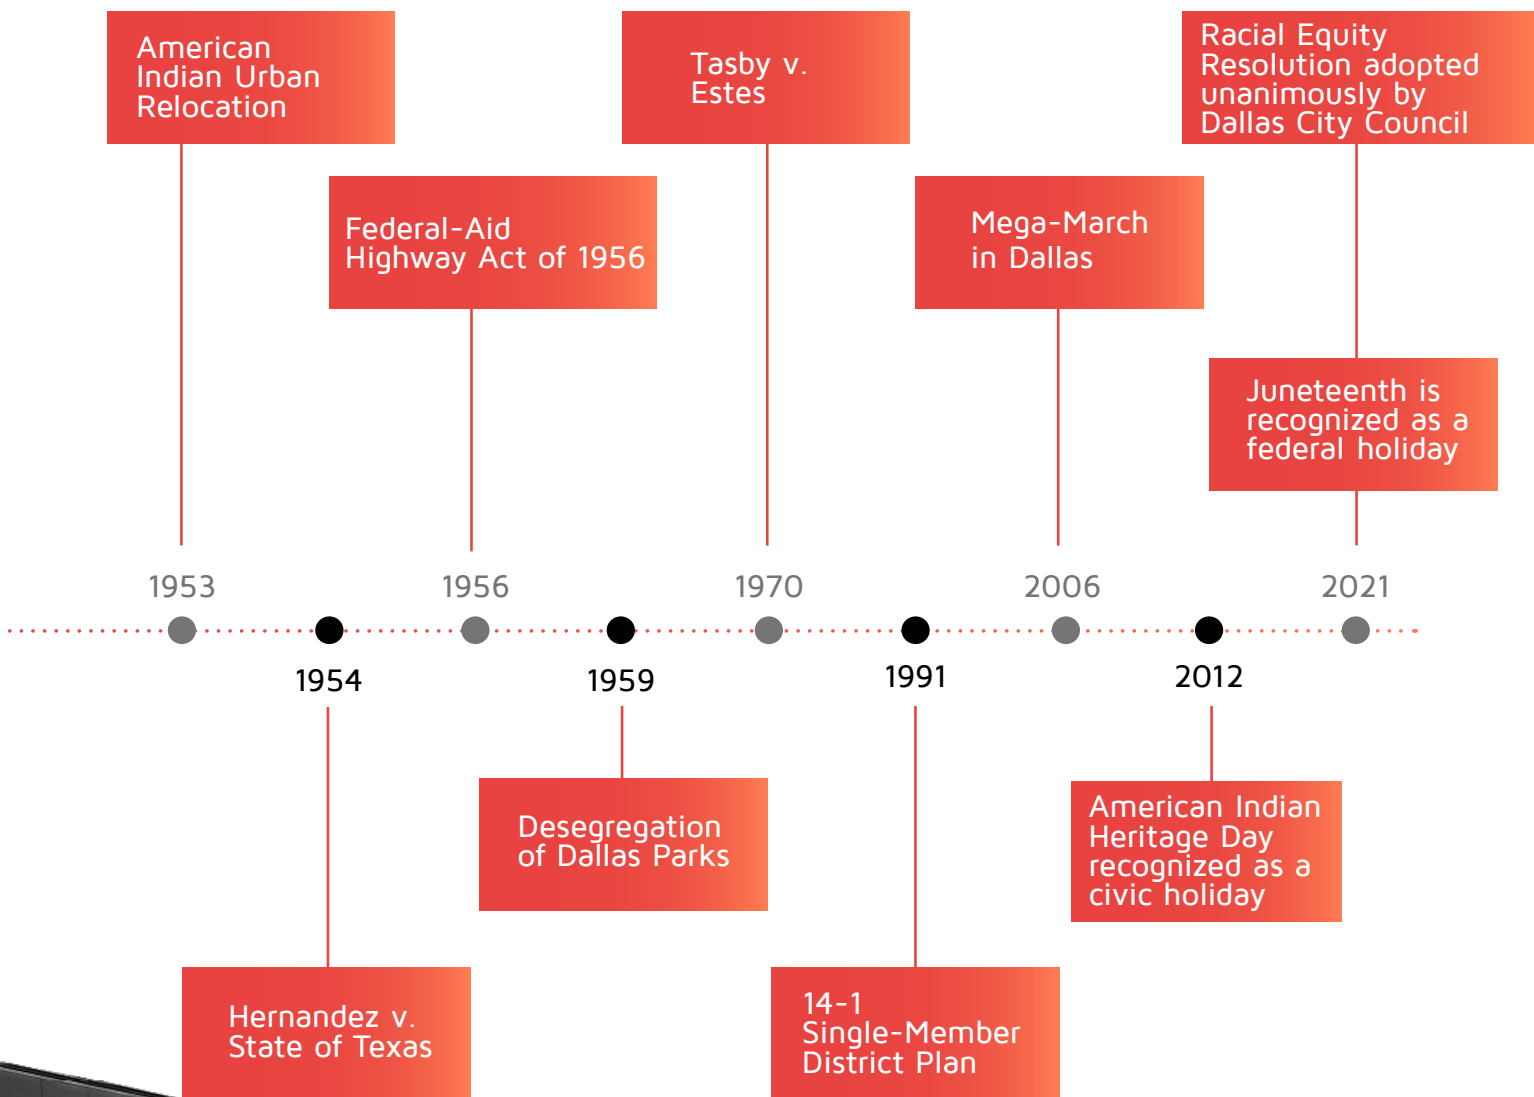 American
Indian Urban
Relocation
Tasby v.
Estes
Racial Equity
Resolution adopted
unanimously by
Dallas City Council
Federal-Aid
Highway Act of 1956
Mega-March
in Dallas
Juneteenth is
recognized as a
federal holiday
1953
1956
1970
2006
2021
1954
1959
1991
2012
Desegregation
of Dallas Parks
American Indian
Heritage Day
recognized as a
civic holiday
Hernandez v.
State of Texas
14-1
Single-Member
District Plan